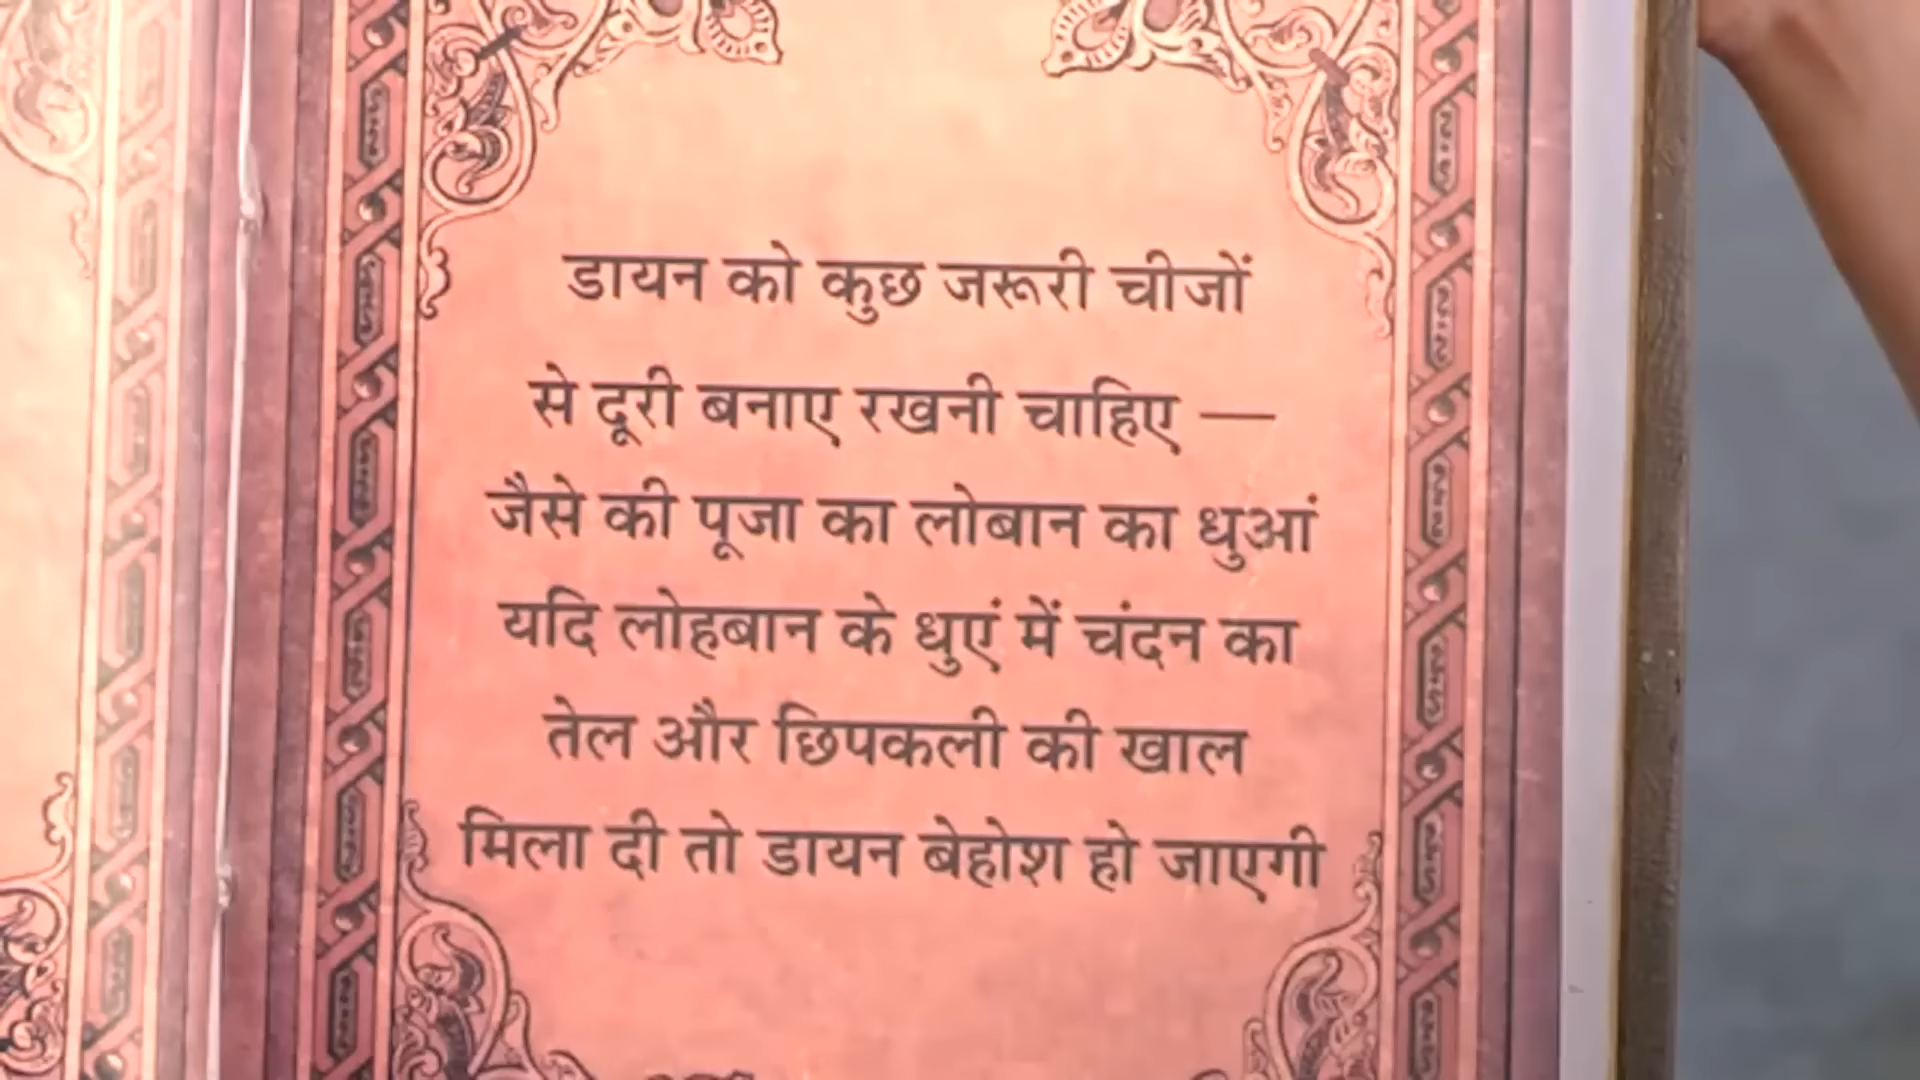 डायन को कुछ जरूरी चीजों
से दूरी बनाए रखनी चाहिए —
जैसे की पूजा का लोबान का धुआं
यदि लोहबान के धुएं में चंदन का
तेल और छिपकली की खाल
मिला दी तो डायन बेहोश हो जाएगी